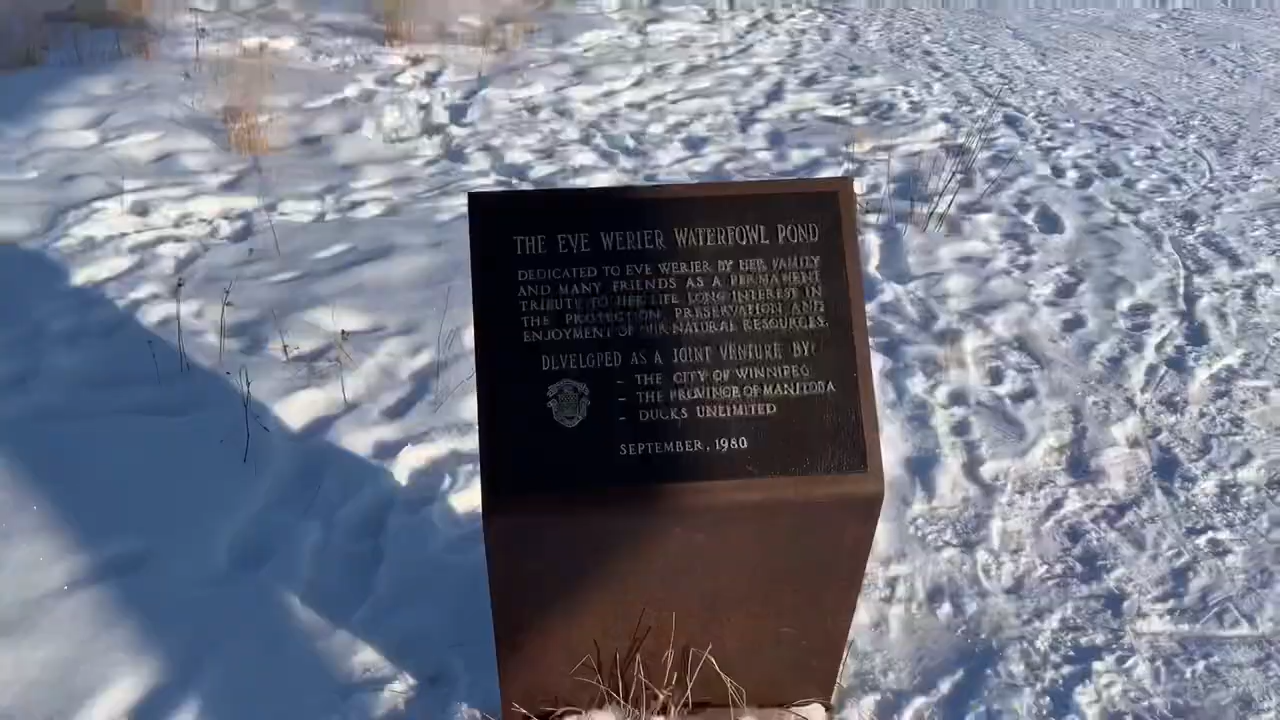 THE EVE WERIER WATERFOWL POND
DEDICATED TO EVE WERIER BY HER FAMILY
AND MANY FRIENDS AS A PERMANENT
TRIBUTE TO HER LIFE LONG INTEREST IN
THE PROTECTION, PRESERVATION AND
ENJOYMENT OF OUR NATURAL RESOURCES.
DEVELOPED AS A JOINT VENTURE BY:
- THE CITY OF WINNIPEG
- THE PROVINCE OF MANITOBA
- DUCKS UNLIMITED
SEPTEMBER, 1980